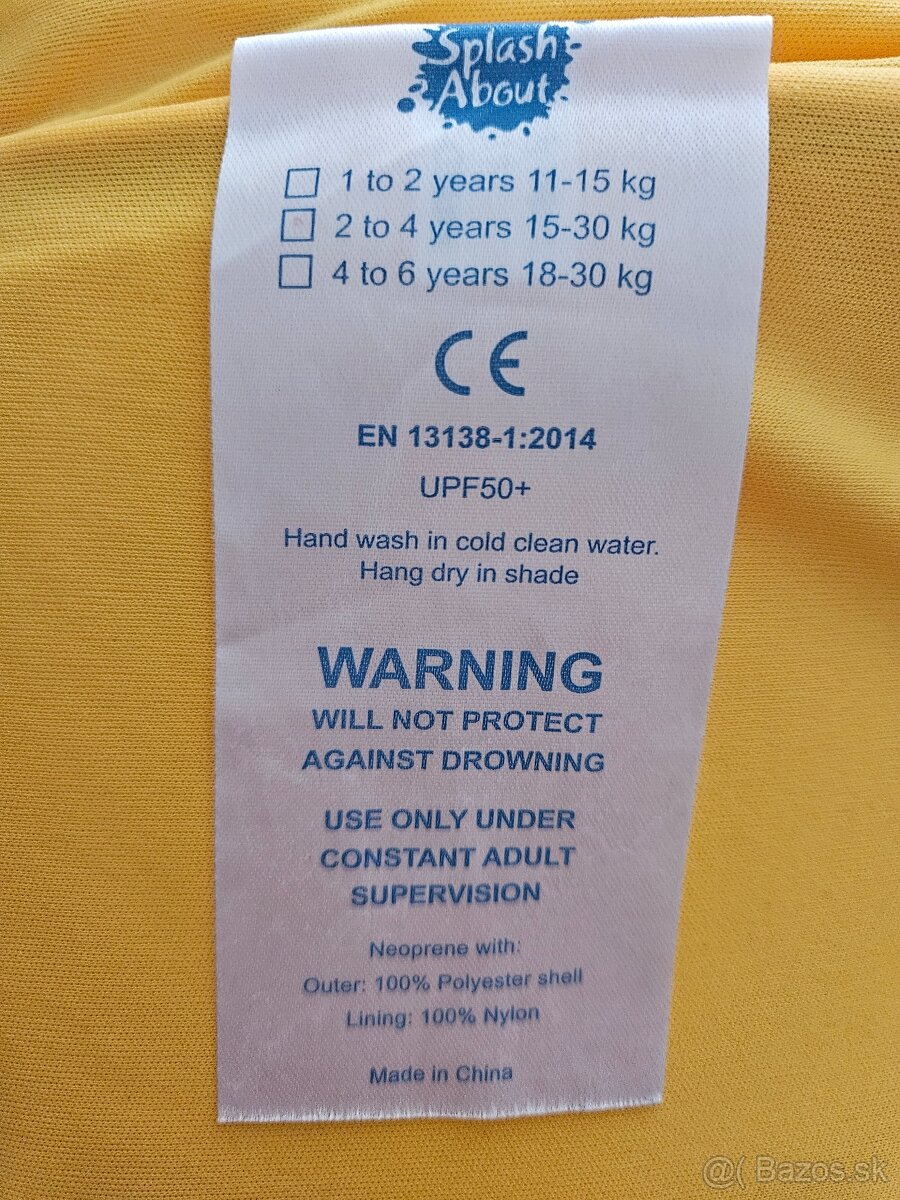 Splash
About
1 to 2 years 11-15 kg
2 to 4 years 15-30 kg
4 to 6 years 18-30 kg
CE
EN 13138-1:2014
UPF50+
Hand wash in cold clean water.
Hang dry in shade
WARNING
WILL NOT PROTECT
AGAINST DROWNING
USE ONLY UNDER
CONSTANT ADULT
SUPERVISION
Neoprene with:
Outer: 100% Polyester shell
Lining: 100% Nylon
Made in China
@( Bazos.sk